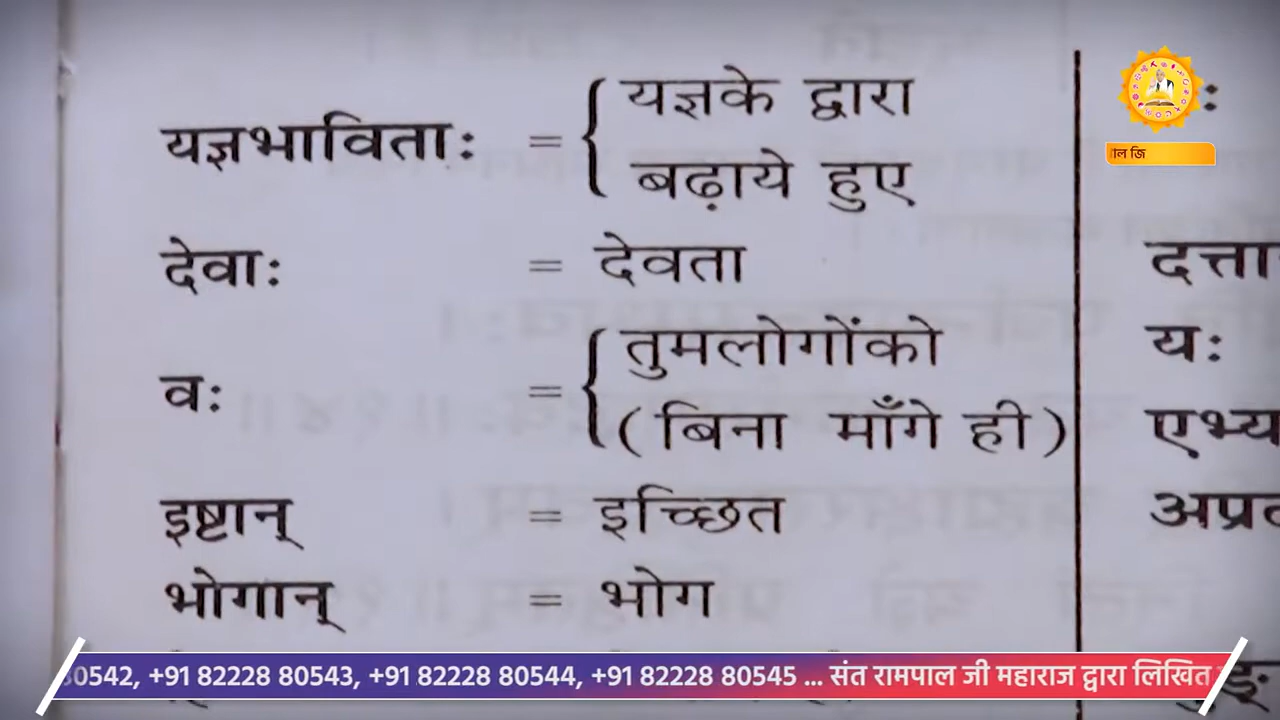 यज्ञभाविताः = { यज्ञके द्वारा
बढ़ाये हुए
देवाः = देवता
वः = { तुमलोगोंको
(बिना माँगे ही)
इष्टान् = इच्छित
भोगान् = भोग
दत्ता
यः
एभ्य
अप्रद
ाल जि
80542, +91 82228 80543, +91 82228 80544, +91 82228 80545 ... संत रामपाल जी महाराज द्वारा लिखित